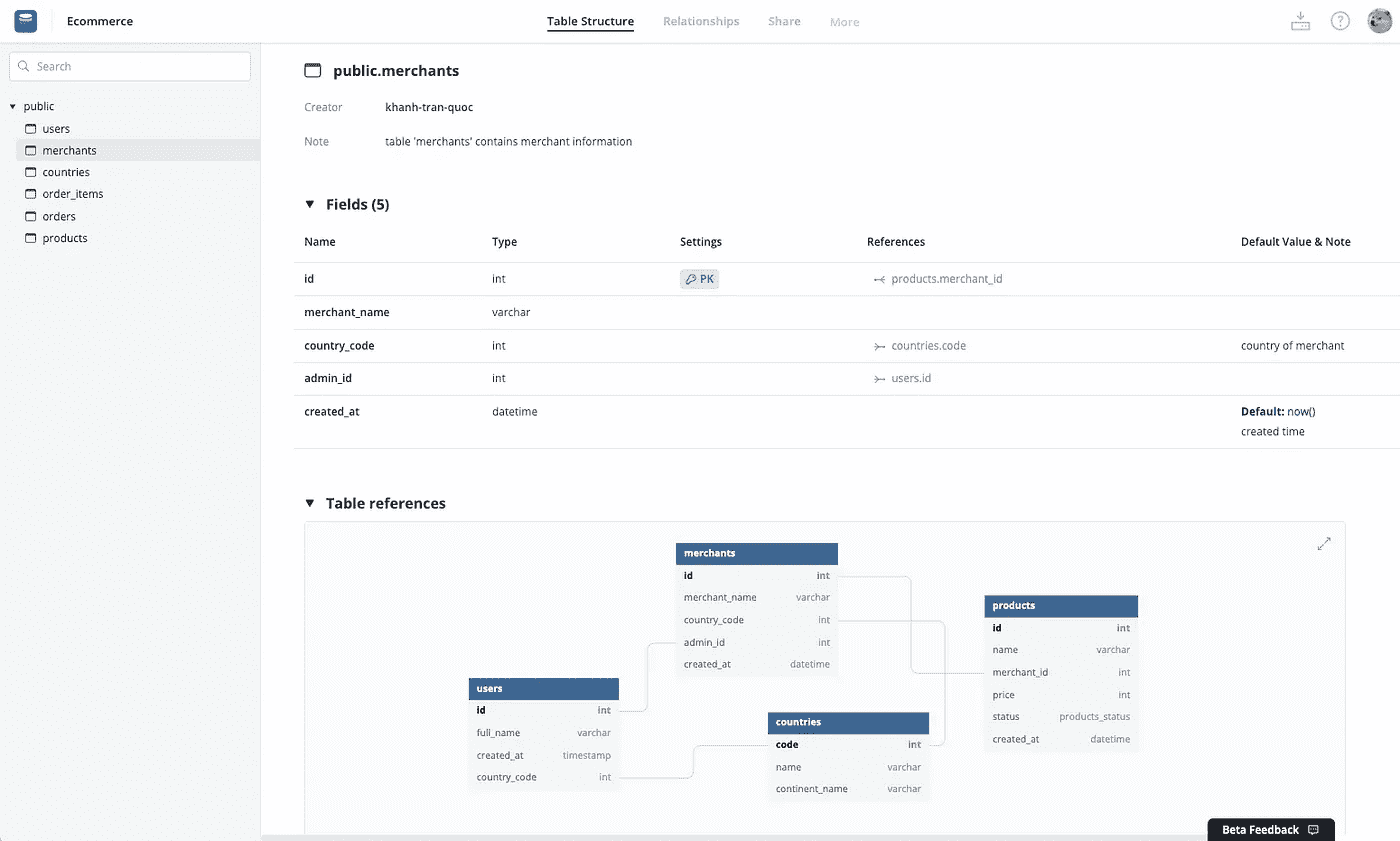 Ecommerce
Table Structure Relationships Share More
Search
public
users
merchants
countries
order_items
orders
products
public.merchants
Creator khanh-tran-quoc
Note table 'merchants' contains merchant information
Fields (5)
Name Type Settings References Default Value & Note
id int PK products.merchant_id
merchant_name varchar
country_code int countries.code country of merchant
admin_id int users.id
created_at datetime Default: now()
created time
Table references
merchants
id int
merchant_name varchar
country_code int
admin_id int
created_at datetime
products
id int
name varchar
merchant_id int
price int
status products_status
created_at datetime
users
id int
full_name varchar
created_at timestamp
country_code int
countries
code int
name varchar
continent_name varchar
Beta Feedback